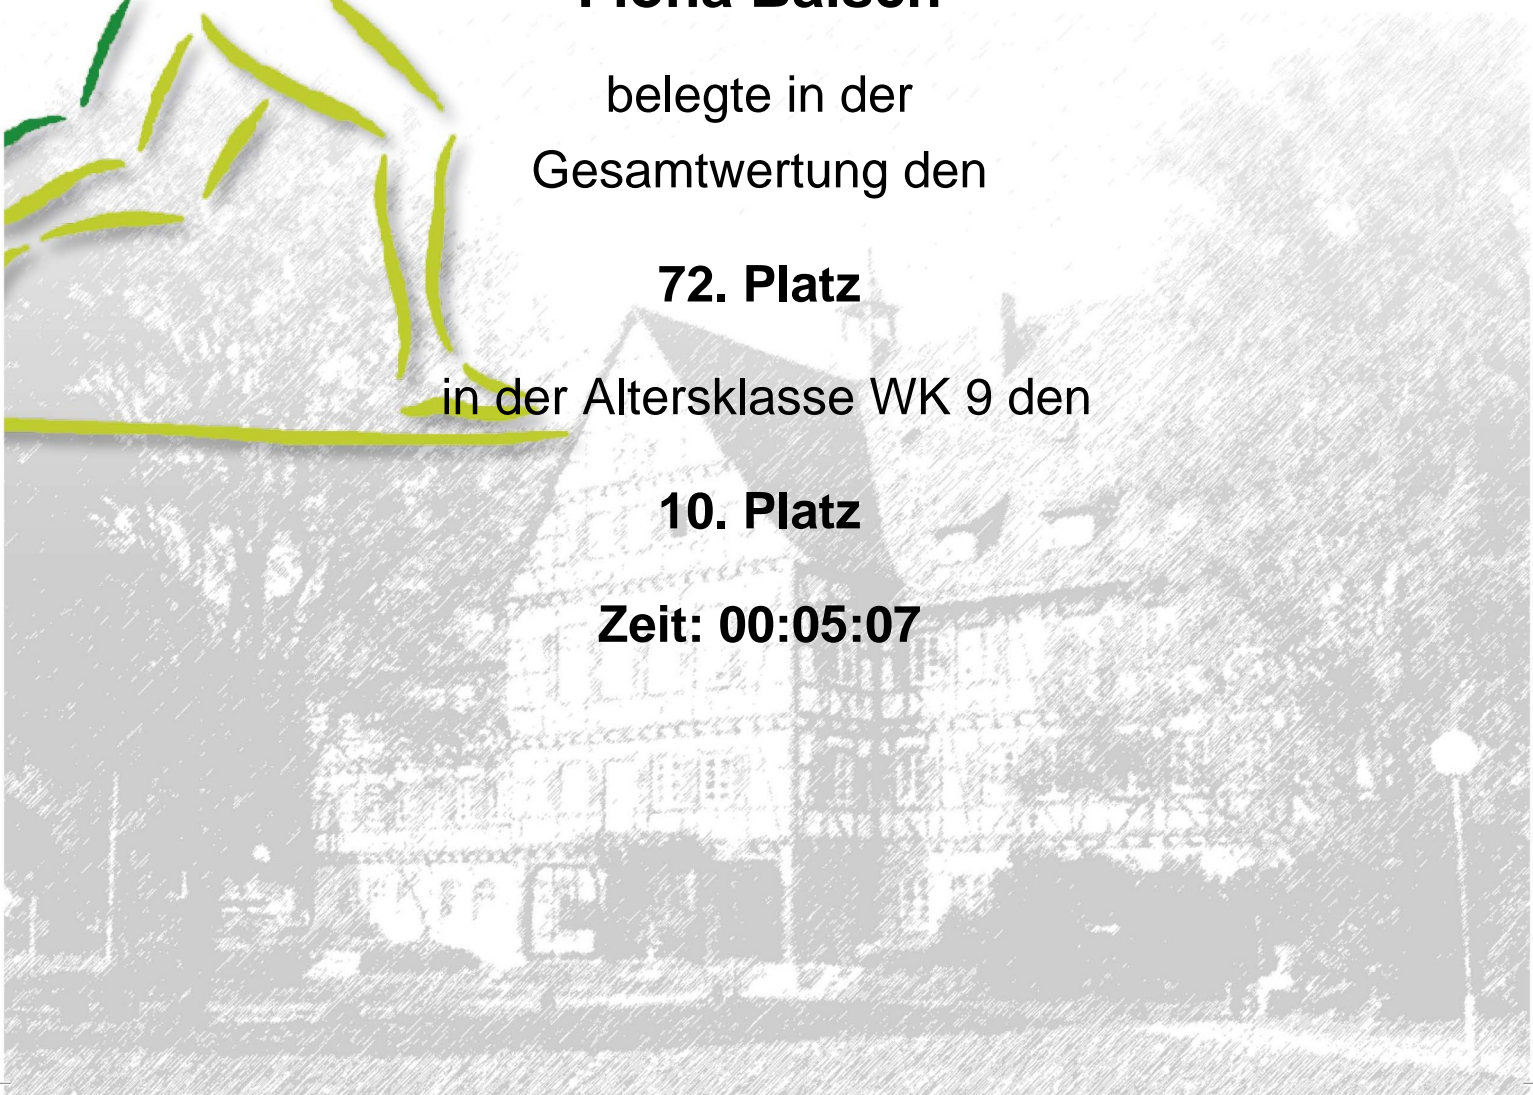 belegte in der
Gesamtwertung den
72. Platz
in der Altersklasse WK 9 den
10. Platz
Zeit: 00:05:07